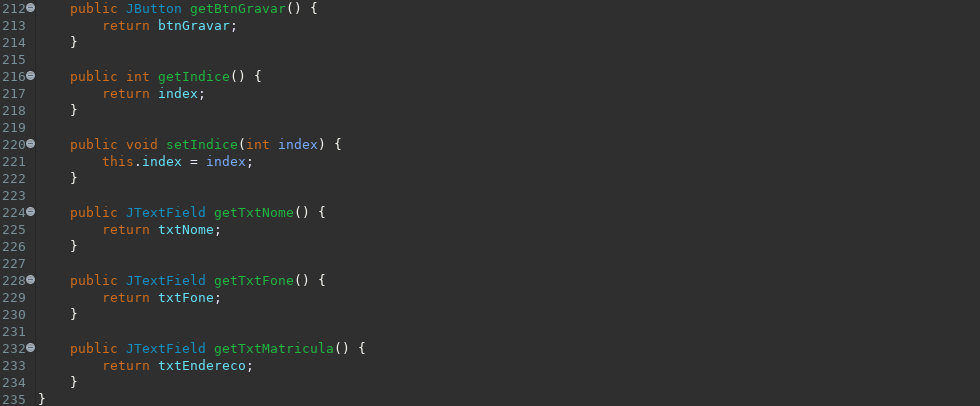 212 public JButton getBtnGravar() {
213 return btnGravar;
214 }
215
216 public int getIndice() {
217 return index;
218 }
219
220 public void setIndice(int index) {
221 this.index = index;
222 }
223
224 public JTextField getTxtNome() {
225 return txtNome;
226 }
227
228 public JTextField getTxtFone() {
229 return txtFone;
230 }
231
232 public JTextField getTxtMatricula() {
233 return txtEndereco;
234 }
235 }